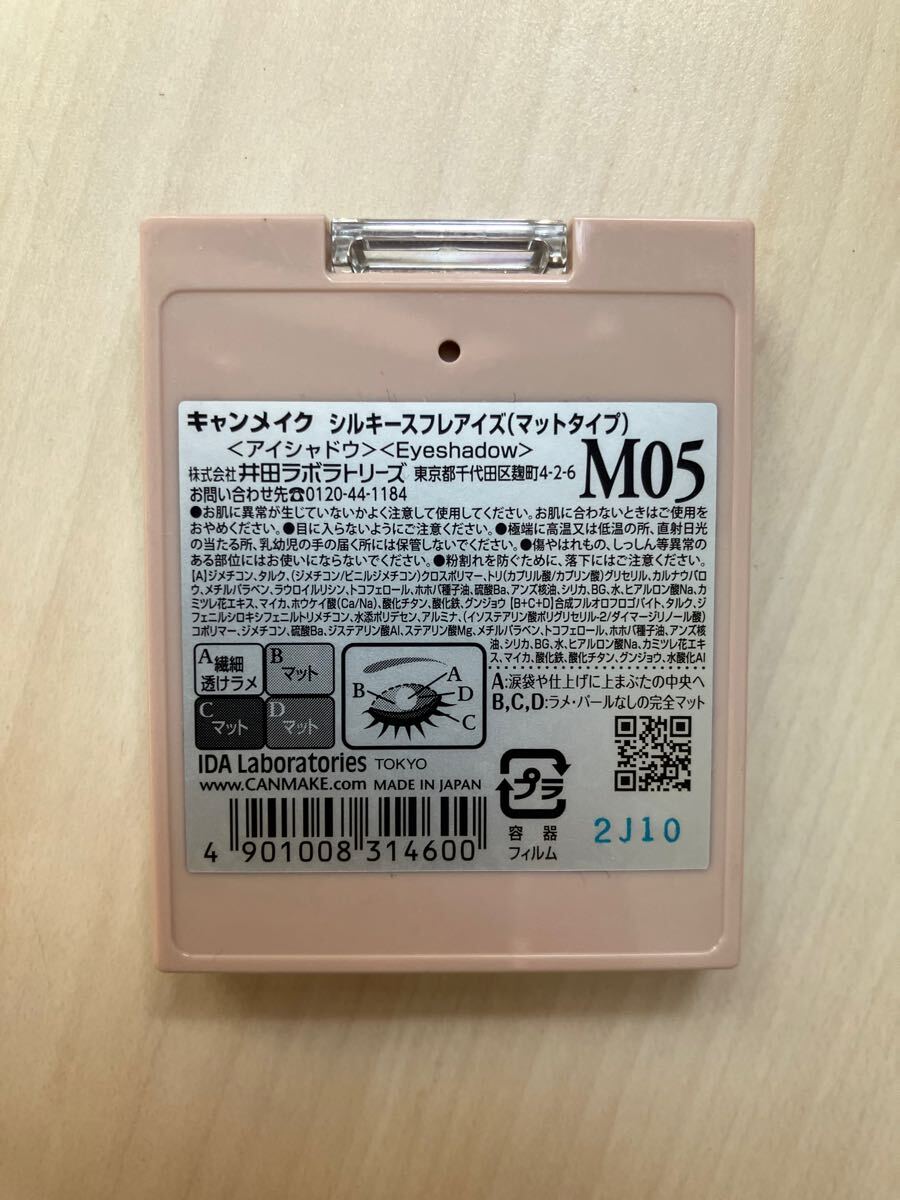 キャンメイク シルキースフレアイズ(マットタイプ)
<アイシャドウ><Eyeshadow>
株式会社 井田ラボラトリーズ 東京都千代田区麹町4-2-6
M05
お問い合わせ先☎0120-44-1184
●お肌に異常が生じていないかよく注意して使用してください。お肌に合わないときはご使用を
おやめください。●目に入らないようにご注意ください。●極端に高温又は低温の所、直射日光
の当たる所、乳幼児の手の届く所には保管しないでください。●傷やはれもの、しっしん等異常の
ある部位にはお使いにならないでください。●粉割れを防ぐために、落下にはご注意ください。
[A]ジメチコン、タルク、(ジメチコン/ビニルジメチコン)クロスポリマー、トリ(カプリル酸/カプリン酸)グリセリル、カルナウバロ
ウ、メチルパラベン、ラウロイルリシン、トコフェロール、ホホバ種子油、硫酸Ba、アンズ核油、シリカ、BG、水、ヒアルロン酸Na、カ
ミツレ花エキス、マイカ、ホウケイ酸(Ca/Na)、酸化チタン、酸化鉄、グンジョウ [B+C+D]合成フルオロフロゴパイト、タルク、ジ
フェニルシロキシフェニルトリメチコン、水添ポリデセン、アルミナ、(イソステアリン酸ポリグリセリル-2/ダイマージリノール酸)
コポリマー、ジメチコン、硫酸Ba、ジステアリン酸Al、ステアリン酸Mg、メチルパラベン、トコフェロール、ホホバ種子油、アンズ核
油、シリカ、BG、水、ヒアルロン酸Na、カミツレ花エキ
ス、マイカ、酸化鉄、酸化チタン、グンジョウ、水酸化Al
A 繊細
透けラメ
B
マット
C
マット
D
マット
A
B
D
C
A:涙袋や仕上げに上まぶたの中央へ
B,C,D:ラメ・パールなしの完全マット
IDA Laboratories TOKYO
www.CANMAKE.com MADE IN JAPAN
4 901008 314600
プラ
容器
フィルム
2J10